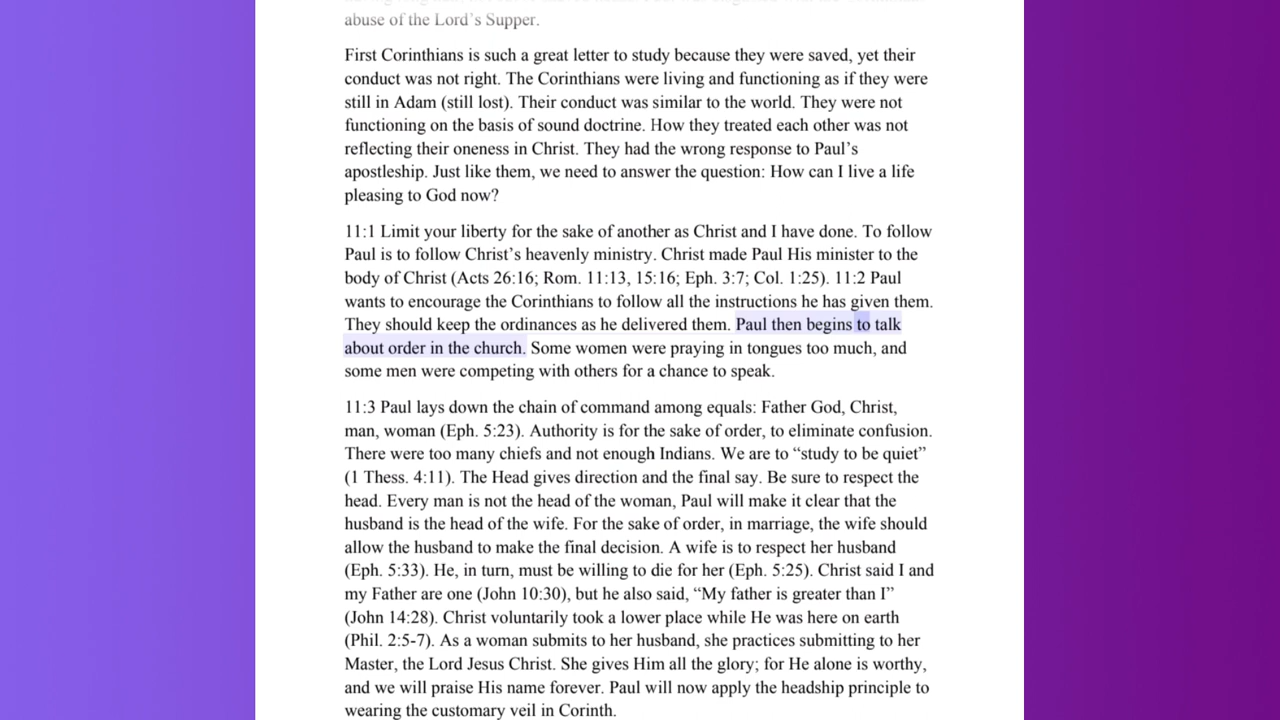 abuse of the Lord’s Supper.
First Corinthians is such a great letter to study because they were saved, yet their
conduct was not right. The Corinthians were living and functioning as if they were
still in Adam (still lost). Their conduct was similar to the world. They were not
functioning on the basis of sound doctrine. How they treated each other was not
reflecting their oneness in Christ. They had the wrong response to Paul’s
apostleship. Just like them, we need to answer the question: How can I live a life
pleasing to God now?
11:1 Limit your liberty for the sake of another as Christ and I have done. To follow
Paul is to follow Christ’s heavenly ministry. Christ made Paul His minister to the
body of Christ (Acts 26:16; Rom. 11:13, 15:16; Eph. 3:7; Col. 1:25). 11:2 Paul
wants to encourage the Corinthians to follow all the instructions he has given them.
They should keep the ordinances as he delivered them. Paul then begins to talk
about order in the church. Some women were praying in tongues too much, and
some men were competing with others for a chance to speak.
11:3 Paul lays down the chain of command among equals: Father God, Christ,
man, woman (Eph. 5:23). Authority is for the sake of order, to eliminate confusion.
There were too many chiefs and not enough Indians. We are to “study to be quiet”
(1 Thess. 4:11). The Head gives direction and the final say. Be sure to respect the
head. Every man is not the head of the woman, Paul will make it clear that the
husband is the head of the wife. For the sake of order, in marriage, the wife should
allow the husband to make the final decision. A wife is to respect her husband
(Eph. 5:33). He, in turn, must be willing to die for her (Eph. 5:25). Christ said I and
my Father are one (John 10:30), but he also said, “My father is greater than I”
(John 14:28). Christ voluntarily took a lower place while He was here on earth
(Phil. 2:5-7). As a woman submits to her husband, she practices submitting to her
Master, the Lord Jesus Christ. She gives Him all the glory; for He alone is worthy,
and we will praise His name forever. Paul will now apply the headship principle to
wearing the customary veil in Corinth.